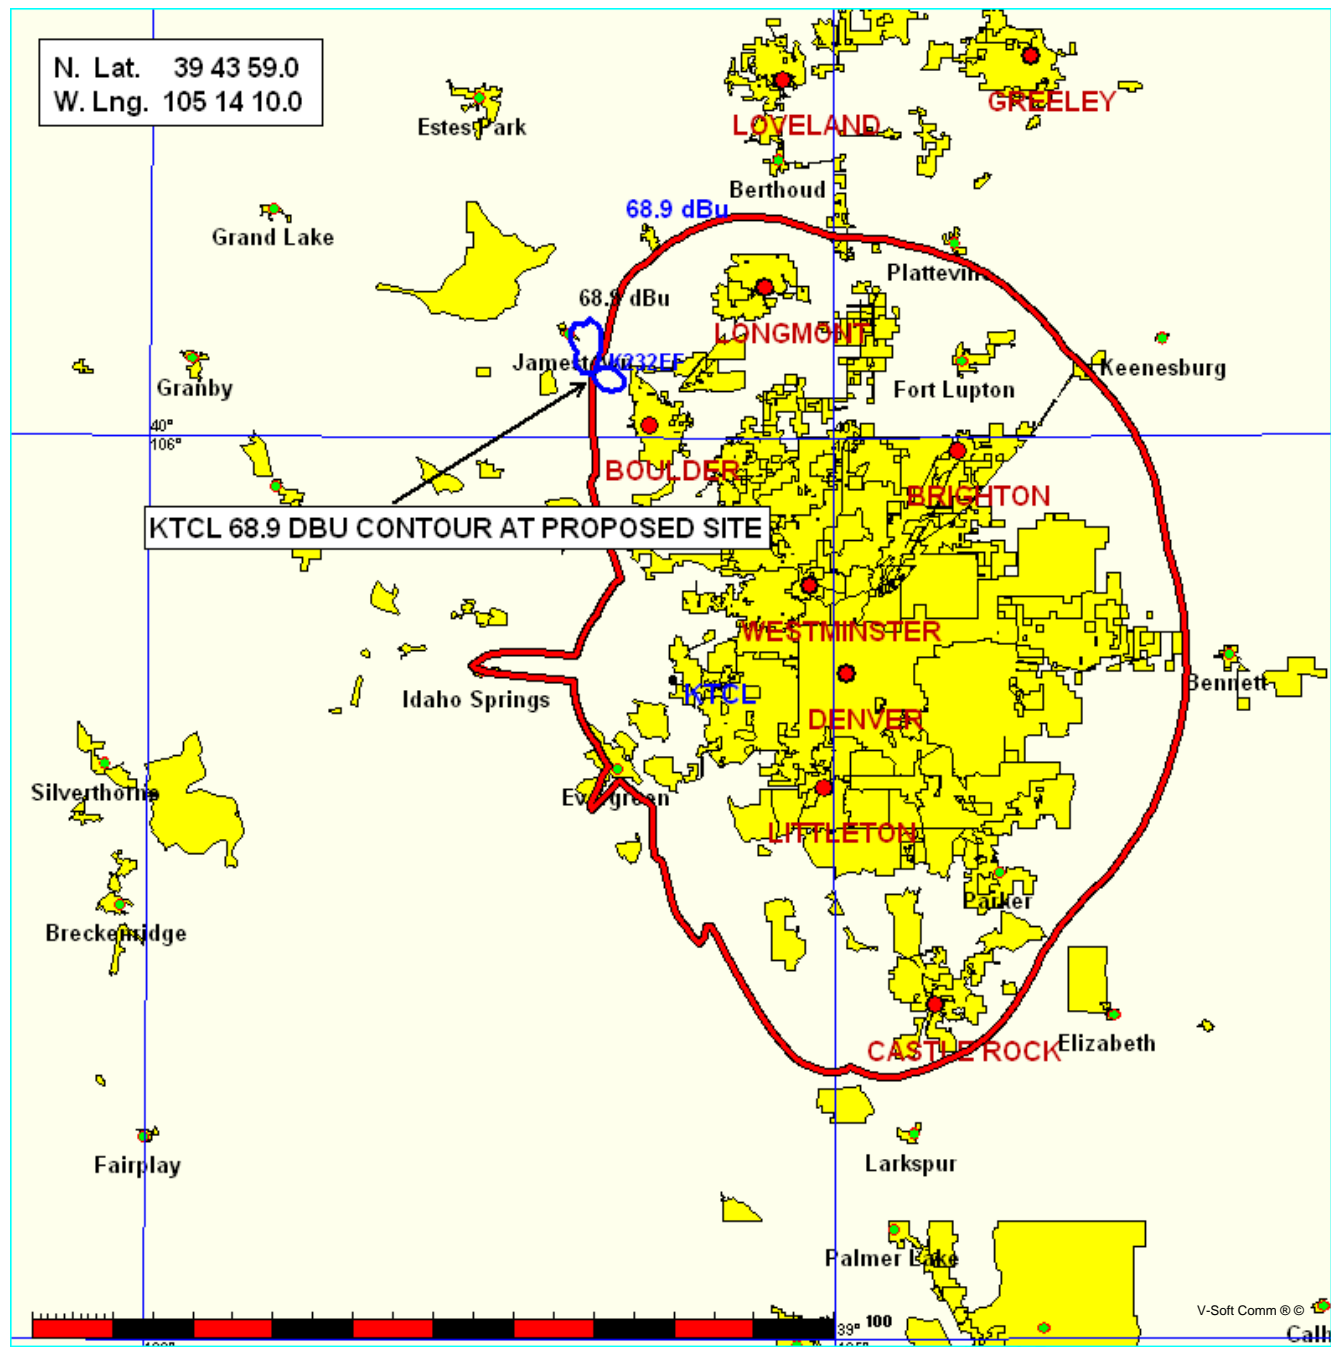 N. Lat. 39 43 59.0
W. Lng. 105 14 10.0
Estes Park
GREELEY
LOVELAND
Berthoud
68.9 dBu
Grand Lake
Platteville
68.9 dBu
LONGMONT
Jamestown
K232EF
Granby
Fort Lupton
Keenesburg
40°
106°
BOULDER
BRIGHTON
KTCL 68.9 DBU CONTOUR AT PROPOSED SITE
WESTMINSTER
Idaho Springs
KTCL
Bennett
DENVER
Silverthorne
Evergreen
LITTLETON
Parker
Breckenridge
CASTLE ROCK
Elizabeth
Fairplay
Larkspur
Palmer Lake
V-Soft Comm ® ©
100
39°
Calh